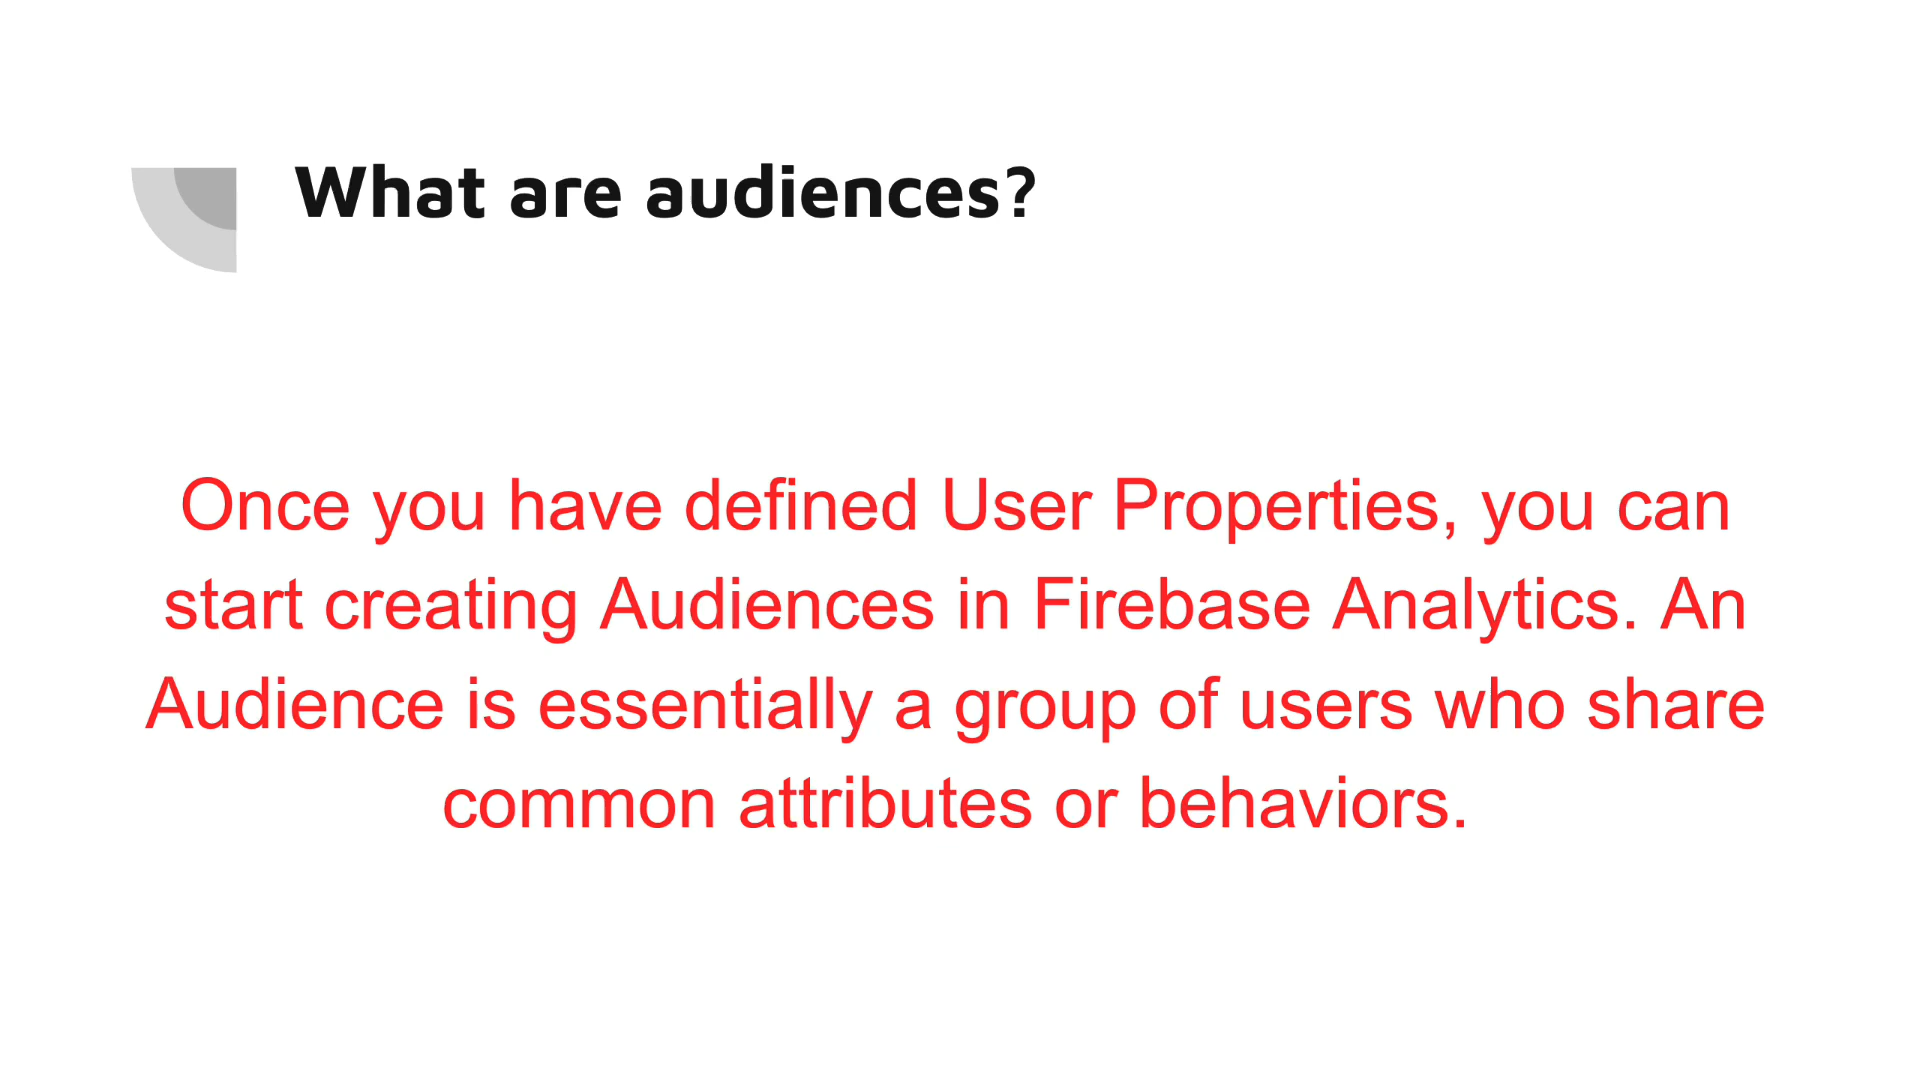 What are audiences?
Once you have defined User Properties, you can
start creating Audiences in Firebase Analytics. An
Audience is essentially a group of users who share
common attributes or behaviors.